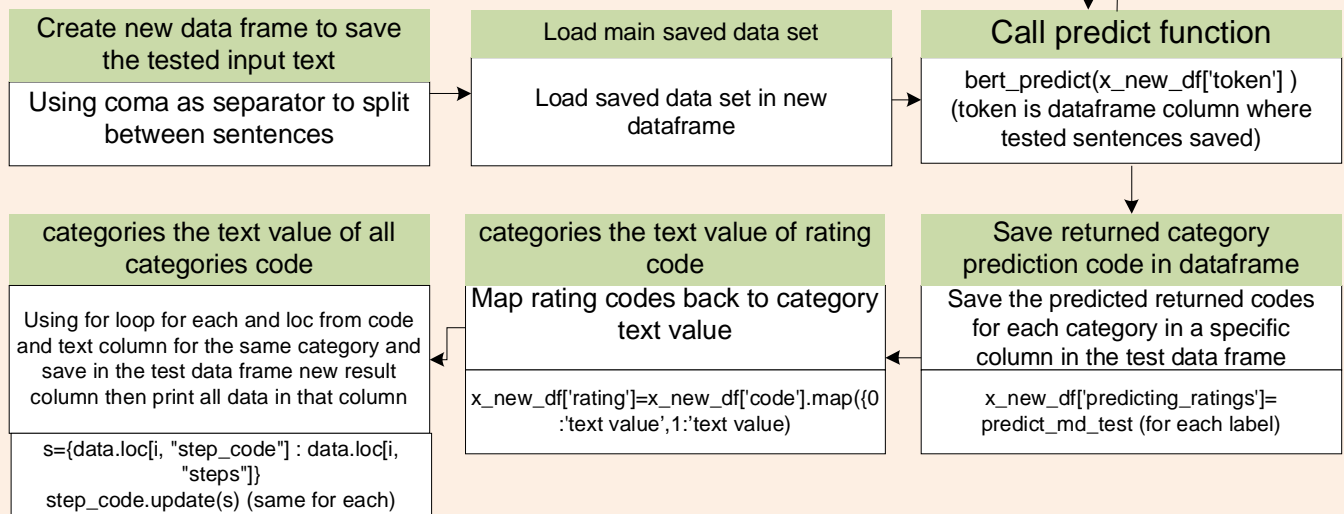 Create new data frame to save
the tested input text
Using coma as separator to split
between sentences
Load main saved data set
Load saved data set in new
dataframe
Call predict function
bert_predict(x_new_df['token'] )
(token is dataframe column where
tested sentences saved)
categories the text value of all
categories code
Using for loop for each and loc from code
and text column for the same category and
save in the test data frame new result
column then print all data in that column
s={data.loc[i, "step_code"] : data.loc[i,
"steps"]}
step_code.update(s) (same for each)
categories the text value of rating
code
Map rating codes back to category
text value
x_new_df['rating']=x_new_df['code'].map({0
:'text value',1:'text value)
Save returned category
prediction code in dataframe
Save the predicted returned codes
for each category in a specific
column in the test data frame
x_new_df['predicting_ratings']=
predict_md_test (for each label)